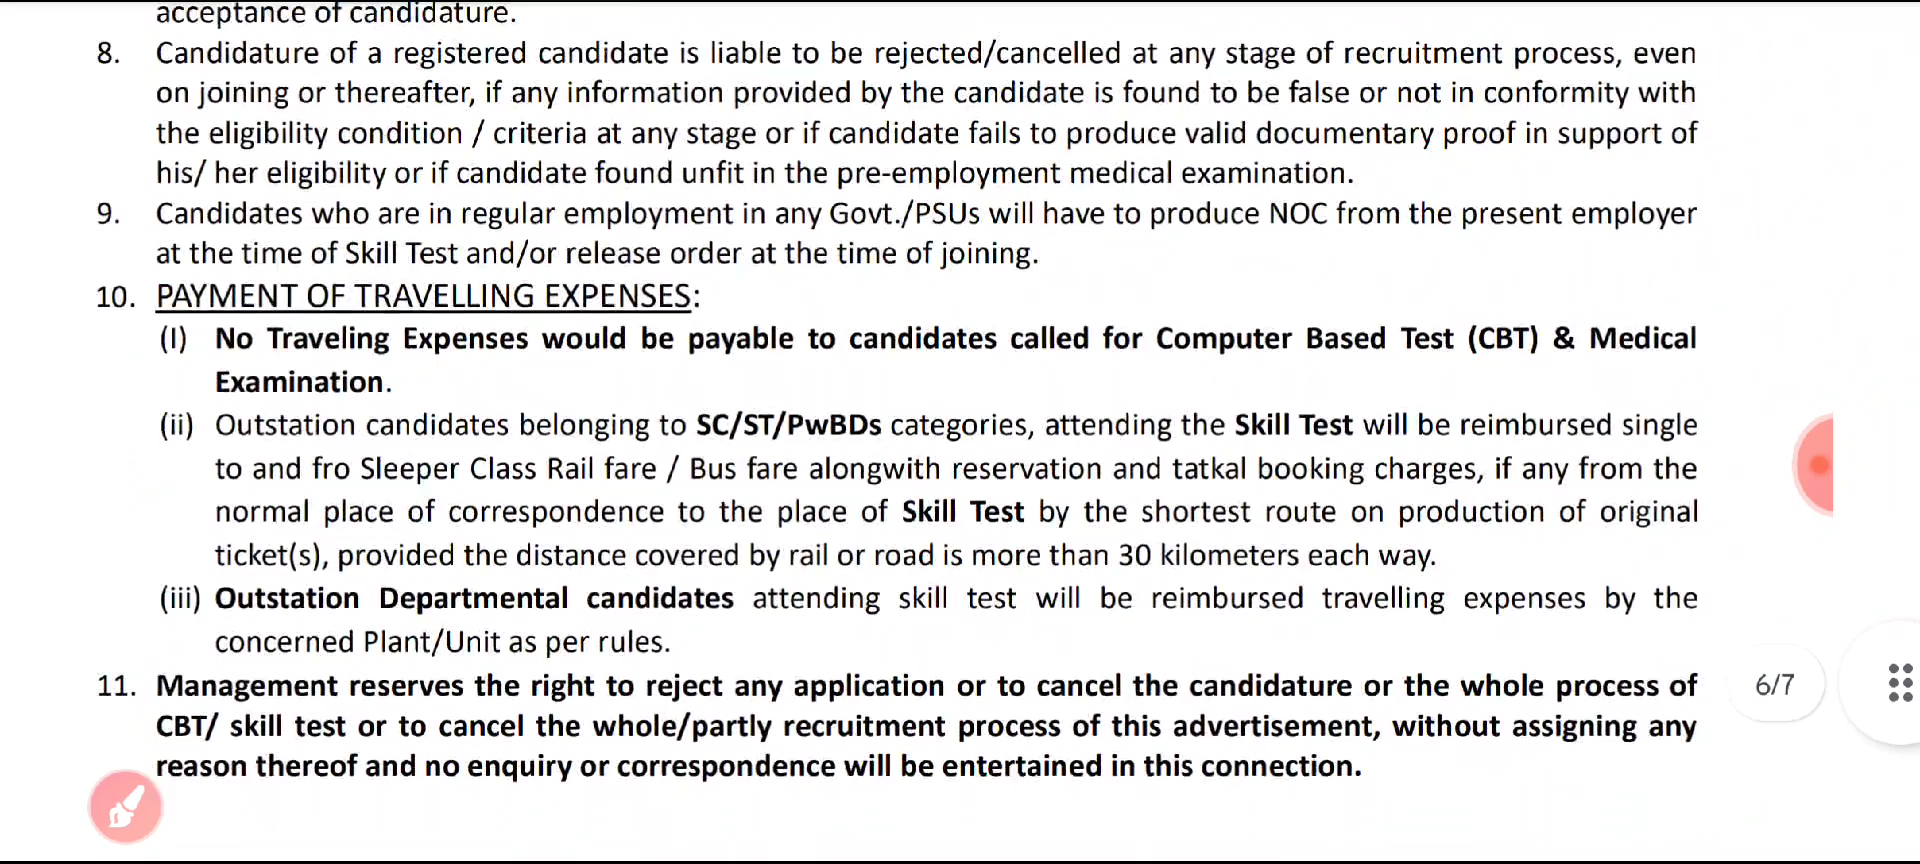 acceptance of candidature.
8. Candidature of a registered candidate is liable to be rejected/cancelled at any stage of recruitment process, even
on joining or thereafter, if any information provided by the candidate is found to be false or not in conformity with
the eligibility condition / criteria at any stage or if candidate fails to produce valid documentary proof in support of
his/ her eligibility or if candidate found unfit in the pre-employment medical examination.
9. Candidates who are in regular employment in any Govt./PSUs will have to produce NOC from the present employer
at the time of Skill Test and/or release order at the time of joining.
10. PAYMENT OF TRAVELLING EXPENSES:
(I) No Traveling Expenses would be payable to candidates called for Computer Based Test (CBT) & Medical
Examination.
(ii) Outstation candidates belonging to SC/ST/PwBDs categories, attending the Skill Test will be reimbursed single
to and fro Sleeper Class Rail fare / Bus fare alongwith reservation and tatkal booking charges, if any from the
normal place of correspondence to the place of Skill Test by the shortest route on production of original
ticket(s), provided the distance covered by rail or road is more than 30 kilometers each way.
(iii) Outstation Departmental candidates attending skill test will be reimbursed travelling expenses by the
concerned Plant/Unit as per rules.
11. Management reserves the right to reject any application or to cancel the candidature or the whole process of
CBT/ skill test or to cancel the whole/partly recruitment process of this advertisement, without assigning any
reason thereof and no enquiry or correspondence will be entertained in this connection.
6/7